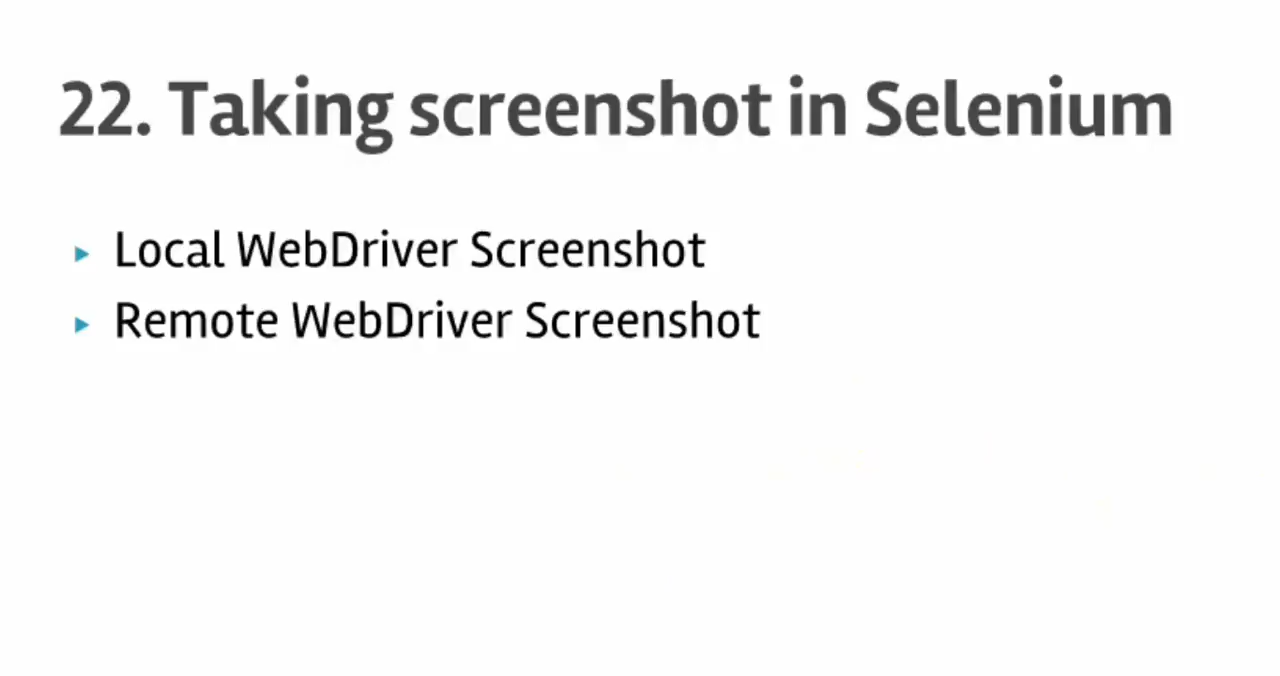 22. Taking screenshot in Selenium
Local WebDriver Screenshot
Remote WebDriver Screenshot